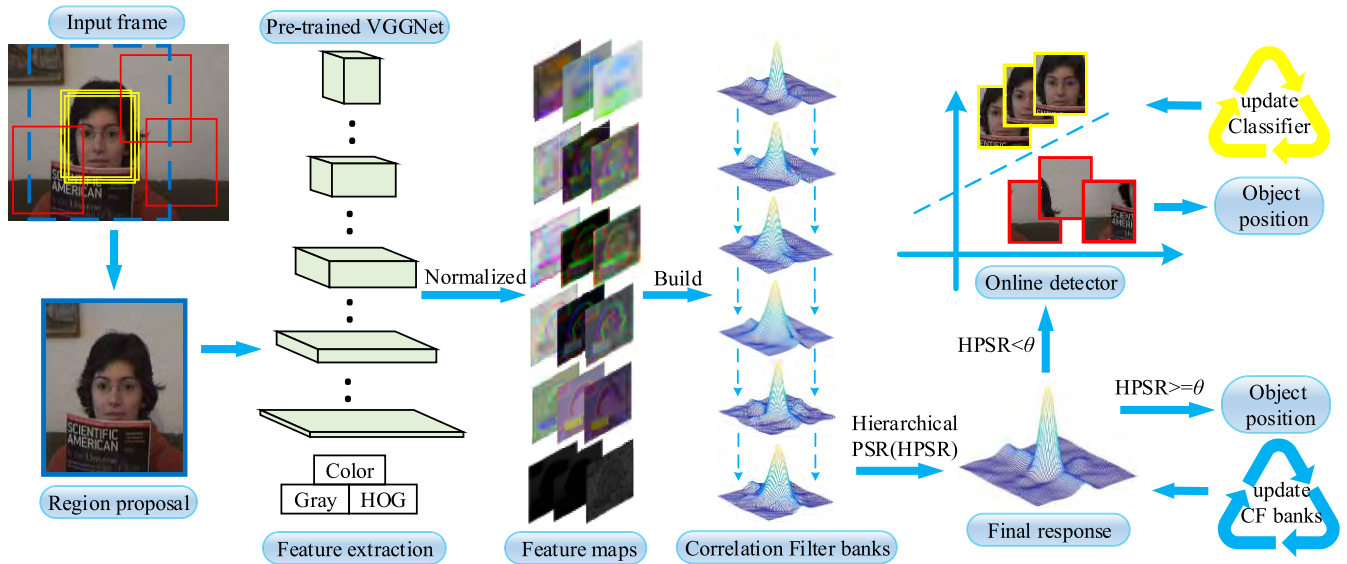 Input frame
Pre-trained VGGNet
SCIENTIFIC
AMERICAN
Region proposal
SCIENTIFIC
AMERICAN
Color
Gray HOG
Feature extraction
Normalized
Feature maps
Build
Correlation Filter banks
Hierarchical
PSR(HPSR)
Final response
HPSR<θ
HPSR>=θ
Online detector
update
Classifier
Object
position
Object
position
update
CF banks